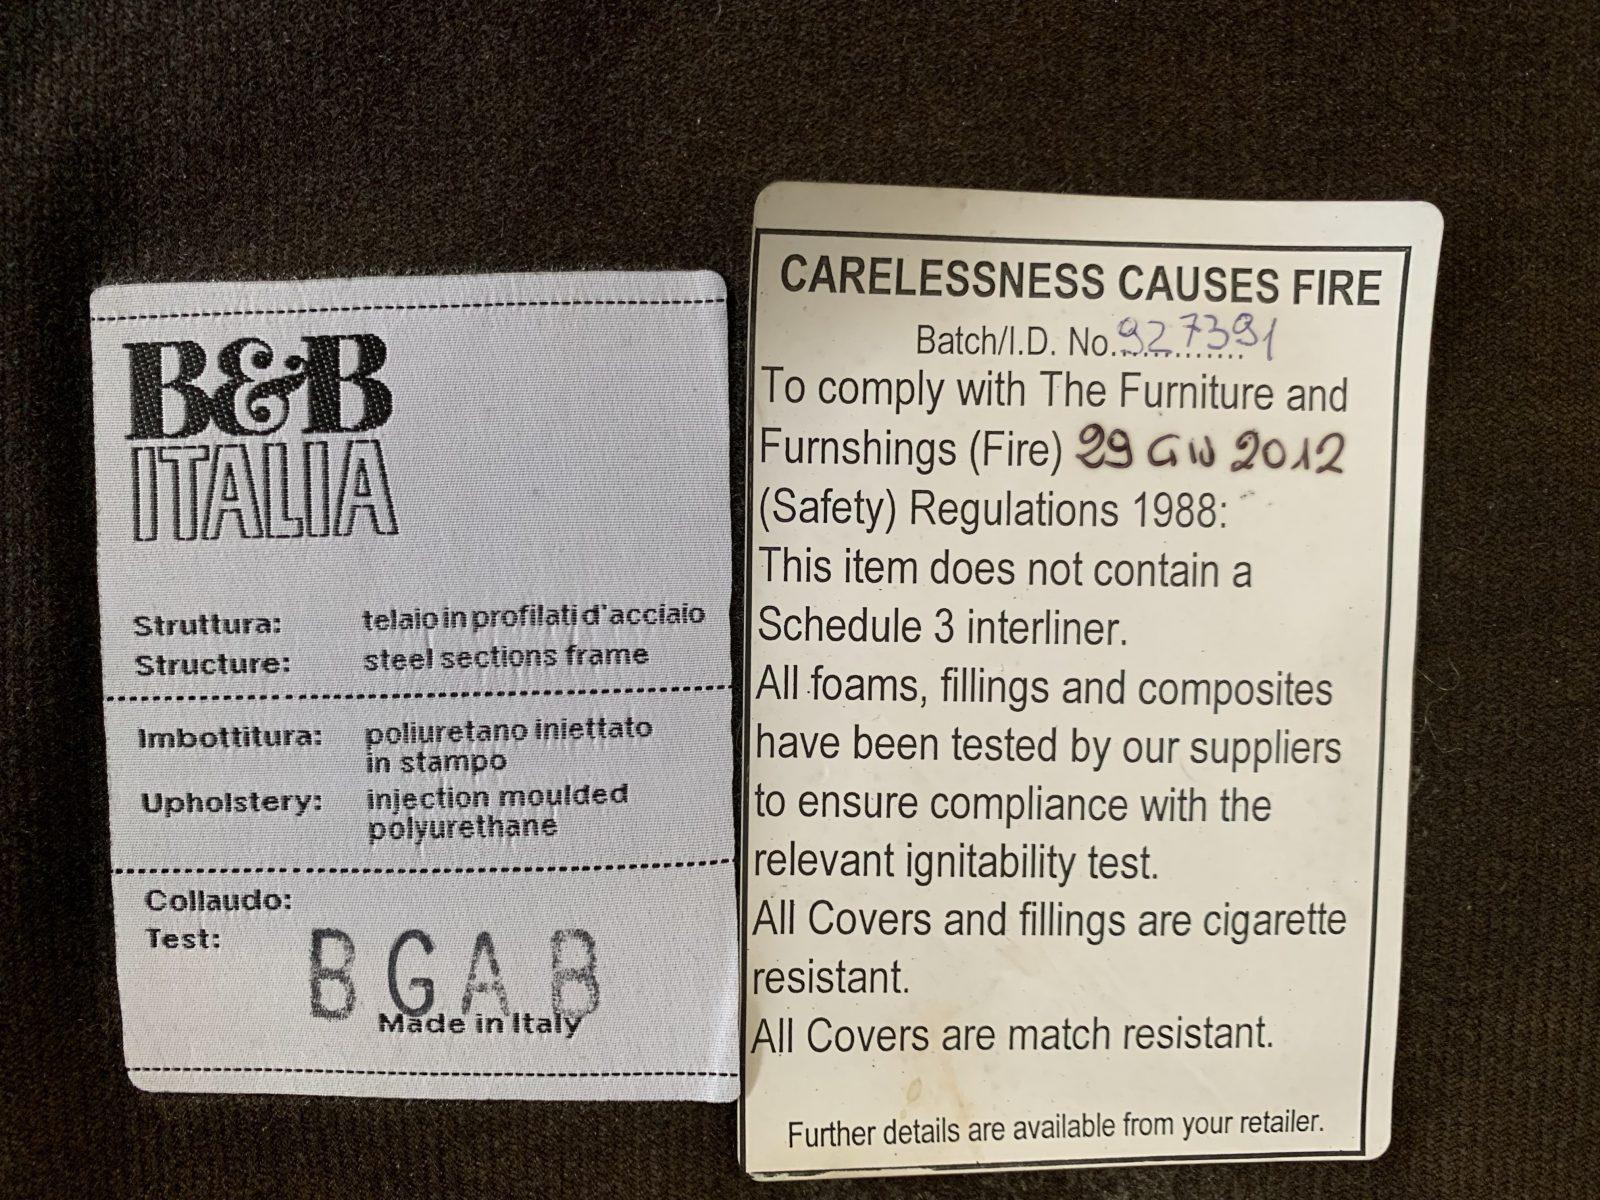 B&B
ITALIA
Struttura: telaio in profilati d'acciaio
Structure: steel sections frame
Imbottitura: poliuretano iniettato
in stampo
Upholstery: injection moulded
polyurethane
Collaudo:
Test:
B G A B
Made in Italy
CARELESSNESS CAUSES FIRE
Batch/I.D. No. 927391
To comply with The Furniture and
Furnshings (Fire) 29 GIU 2012
(Safety) Regulations 1988:
This item does not contain a
Schedule 3 interliner.
All foams, fillings and composites
have been tested by our suppliers
to ensure compliance with the
relevant ignitability test.
All Covers and fillings are cigarette
resistant.
All Covers are match resistant.
Further details are available from your retailer.